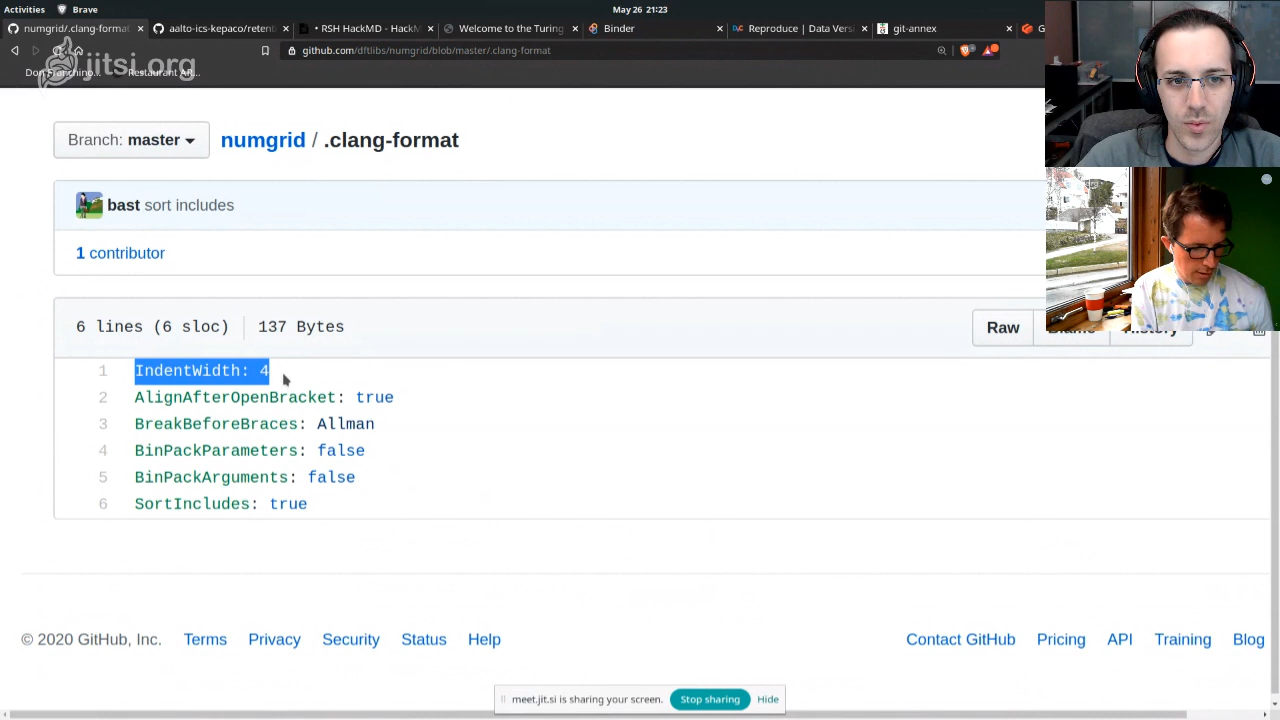 Activities Brave May 26 21:23
numgrid/.clang-format × aalto-ics-kepaco/retenb × • RSH HackMD - HackM × Welcome to the Turing × Binder × Reproduce | Data Vers × git-annex ×
github.com/dftlibs/numgrid/blob/master/.clang-format
jitsi.org
Branch: master numgrid / .clang-format
bast sort includes
1 contributor
6 lines (6 sloc) 137 Bytes Raw Blame History
1 IndentWidth: 4
2 AlignAfterOpenBracket: true
3 BreakBeforeBraces: Allman
4 BinPackParameters: false
5 BinPackArguments: false
6 SortIncludes: true
© 2020 GitHub, Inc. Terms Privacy Security Status Help Contact GitHub Pricing API Training Blog
meet.jit.si is sharing your screen. Stop sharing Hide